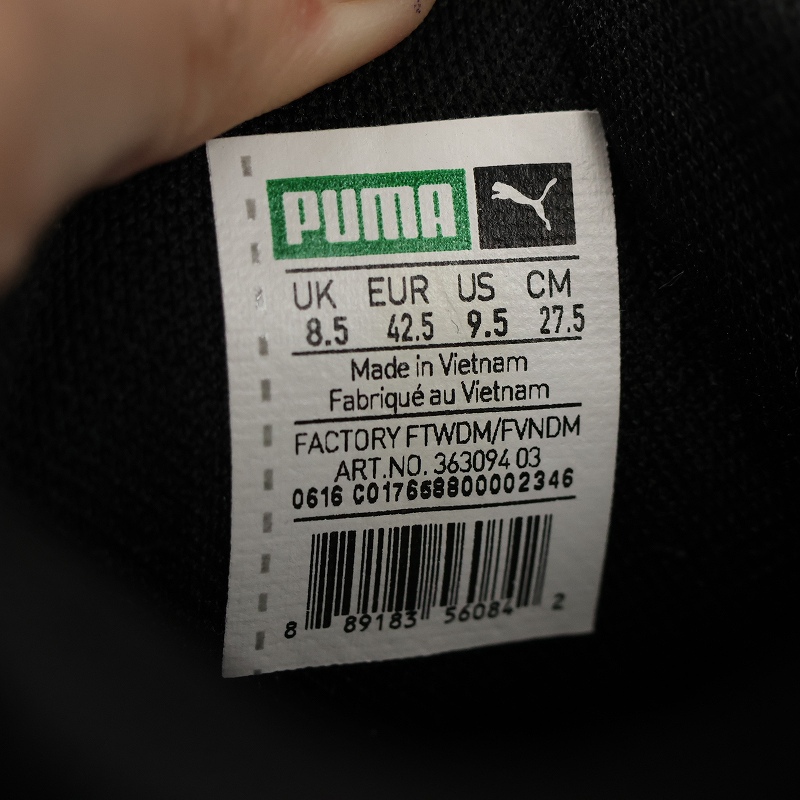 PUMA
UK EUR US CM
8.5 42.5 9.5 27.5
Made in Vietnam
Fabriqué au Vietnam
FACTORY FTWDM/FVNDM
ART.NO. 363094 03
0616 C017668800002346
8 89183 56084 2